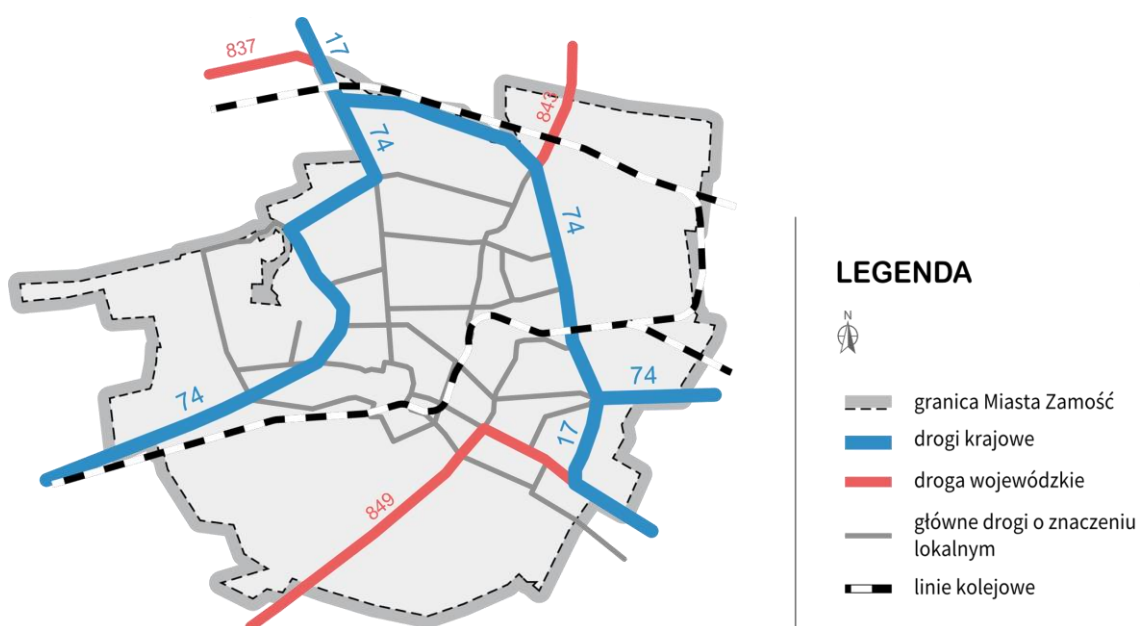 17
837
843
74
74
74
74
17
849
LEGENDA
N
granica Miasta Zamość
drogi krajowe
droga wojewódzkie
główne drogi o znaczeniu
lokalnym
linie kolejowe